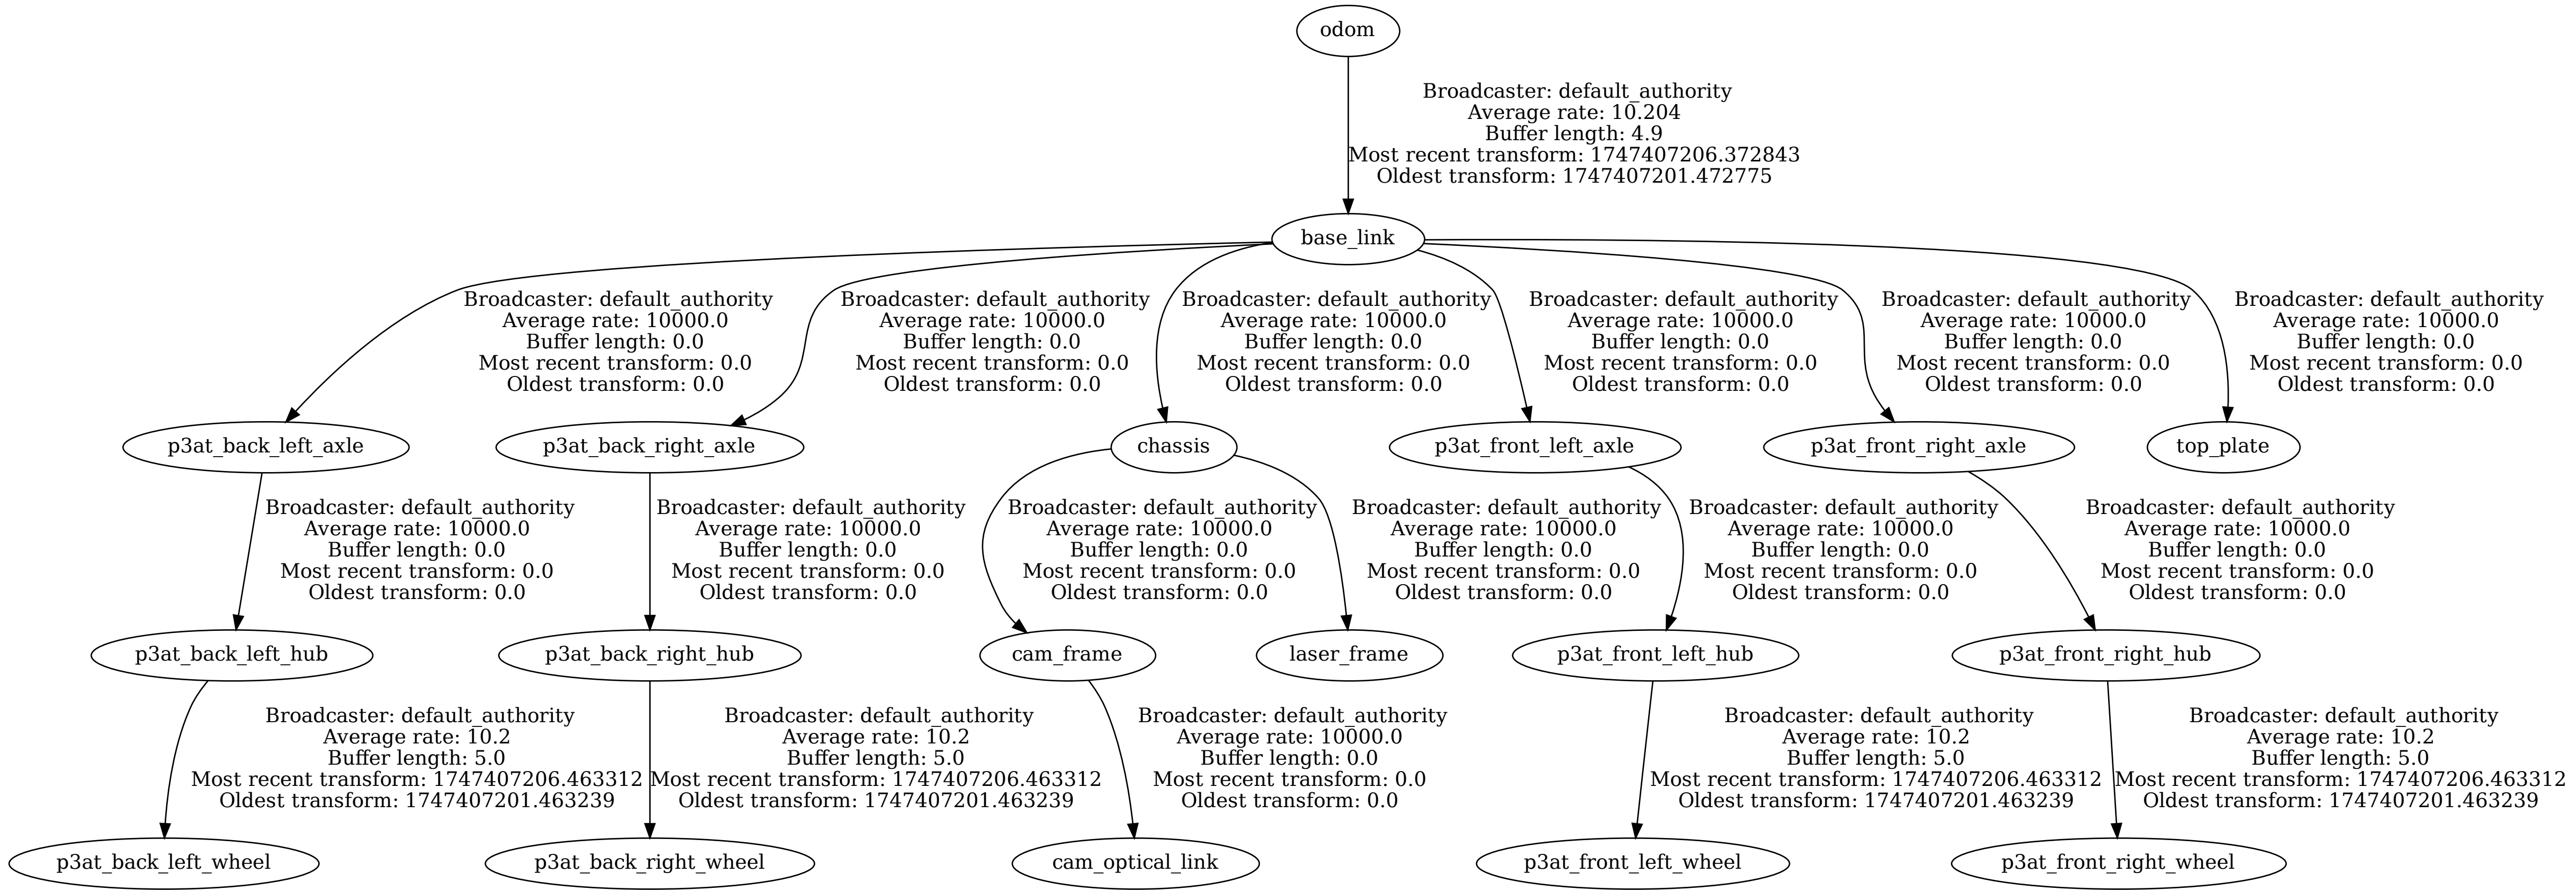 odom
Broadcaster: default_authority
Average rate: 10.204
Buffer length: 4.9
Most recent transform: 1747407206.372843
Oldest transform: 1747407201.472775
base_link
Broadcaster: default_authority
Average rate: 10000.0
Buffer length: 0.0
Most recent transform: 0.0
Oldest transform: 0.0
Broadcaster: default_authority
Average rate: 10000.0
Buffer length: 0.0
Most recent transform: 0.0
Oldest transform: 0.0
Broadcaster: default_authority
Average rate: 10000.0
Buffer length: 0.0
Most recent transform: 0.0
Oldest transform: 0.0
Broadcaster: default_authority
Average rate: 10000.0
Buffer length: 0.0
Most recent transform: 0.0
Oldest transform: 0.0
Broadcaster: default_authority
Average rate: 10000.0
Buffer length: 0.0
Most recent transform: 0.0
Oldest transform: 0.0
Broadcaster: default_authority
Average rate: 10000.0
Buffer length: 0.0
Most recent transform: 0.0
Oldest transform: 0.0
p3at_back_left_axle
p3at_back_right_axle
chassis
p3at_front_left_axle
p3at_front_right_axle
top_plate
Broadcaster: default_authority
Average rate: 10000.0
Buffer length: 0.0
Most recent transform: 0.0
Oldest transform: 0.0
Broadcaster: default_authority
Average rate: 10000.0
Buffer length: 0.0
Most recent transform: 0.0
Oldest transform: 0.0
Broadcaster: default_authority
Average rate: 10000.0
Buffer length: 0.0
Most recent transform: 0.0
Oldest transform: 0.0
Broadcaster: default_authority
Average rate: 10000.0
Buffer length: 0.0
Most recent transform: 0.0
Oldest transform: 0.0
Broadcaster: default_authority
Average rate: 10000.0
Buffer length: 0.0
Most recent transform: 0.0
Oldest transform: 0.0
Broadcaster: default_authority
Average rate: 10000.0
Buffer length: 0.0
Most recent transform: 0.0
Oldest transform: 0.0
p3at_back_left_hub
p3at_back_right_hub
cam_frame
laser_frame
p3at_front_left_hub
p3at_front_right_hub
Broadcaster: default_authority
Average rate: 10.2
Buffer length: 5.0
Most recent transform: 1747407206.463312
Oldest transform: 1747407201.463239
Broadcaster: default_authority
Average rate: 10.2
Buffer length: 5.0
Most recent transform: 1747407206.463312
Oldest transform: 1747407201.463239
Broadcaster: default_authority
Average rate: 10000.0
Buffer length: 0.0
Most recent transform: 0.0
Oldest transform: 0.0
Broadcaster: default_authority
Average rate: 10.2
Buffer length: 5.0
Most recent transform: 1747407206.463312
Oldest transform: 1747407201.463239
Broadcaster: default_authority
Average rate: 10.2
Buffer length: 5.0
Most recent transform: 1747407206.463312
Oldest transform: 1747407201.463239
p3at_back_left_wheel
p3at_back_right_wheel
cam_optical_link
p3at_front_left_wheel
p3at_front_right_wheel